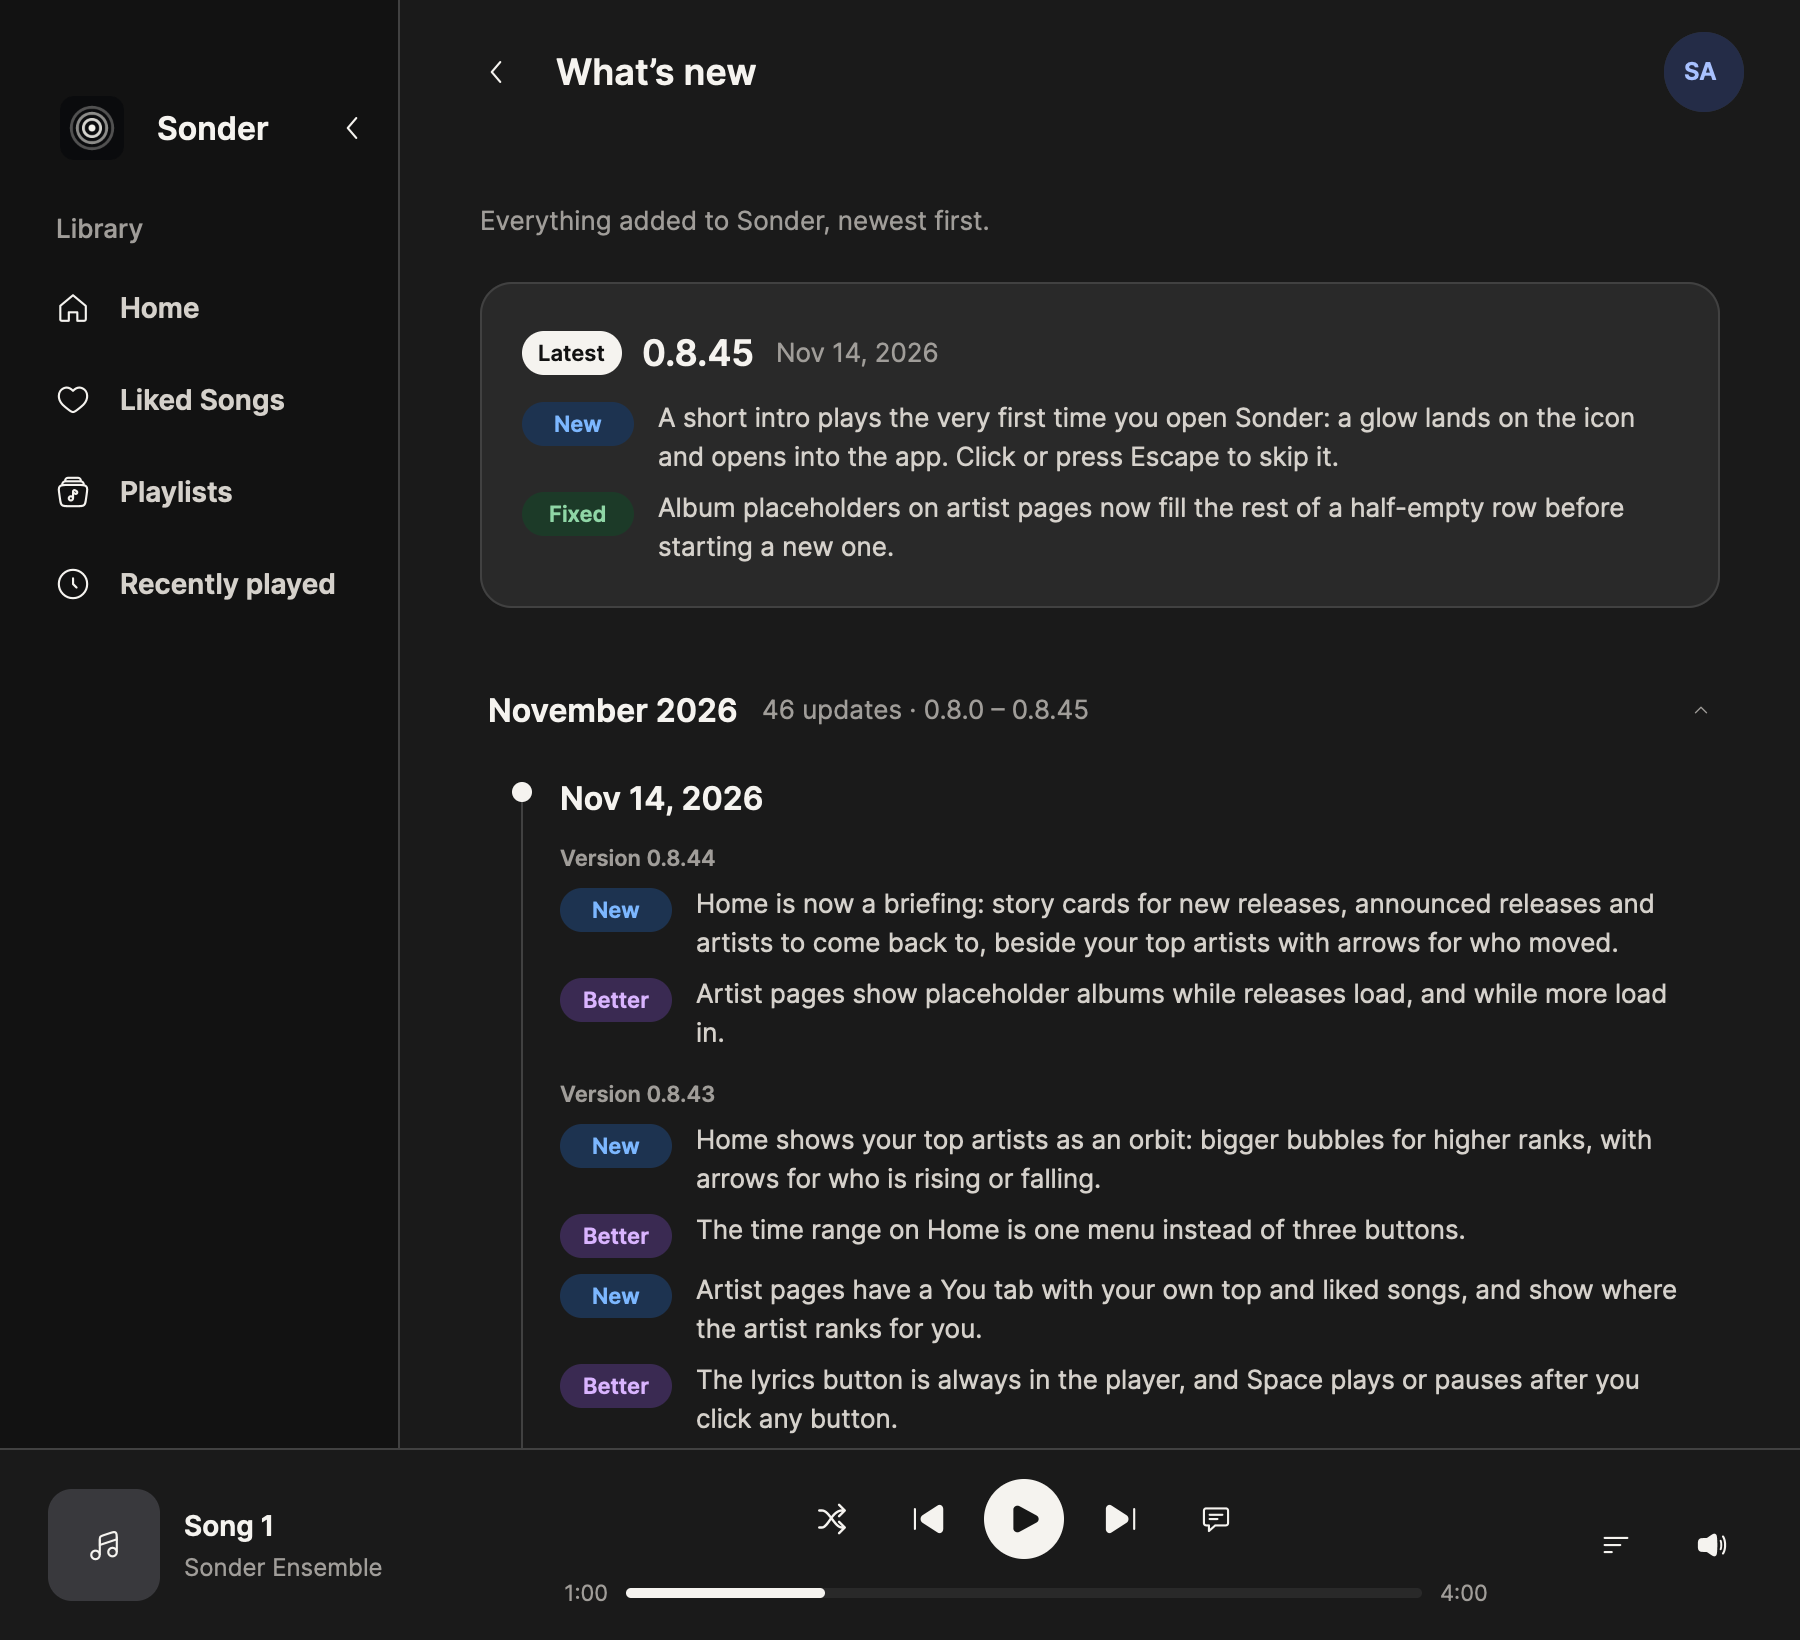 Sonder
Library
Home
Liked Songs
Playlists
Recently played
What’s new
SA
Everything added to Sonder, newest first.
Latest 0.8.45 Nov 14, 2026
New A short intro plays the very first time you open Sonder: a glow lands on the icon
and opens into the app. Click or press Escape to skip it.
Fixed Album placeholders on artist pages now fill the rest of a half-empty row before
starting a new one.
November 2026 46 updates · 0.8.0 – 0.8.45
Nov 14, 2026
Version 0.8.44
New Home is now a briefing: story cards for new releases, announced releases and
artists to come back to, beside your top artists with arrows for who moved.
Better Artist pages show placeholder albums while releases load, and while more load
in.
Version 0.8.43
New Home shows your top artists as an orbit: bigger bubbles for higher ranks, with
arrows for who is rising or falling.
Better The time range on Home is one menu instead of three buttons.
New Artist pages have a You tab with your own top and liked songs, and show where
the artist ranks for you.
Better The lyrics button is always in the player, and Space plays or pauses after you
click any button.
Song 1
Sonder Ensemble
1:00 4:00